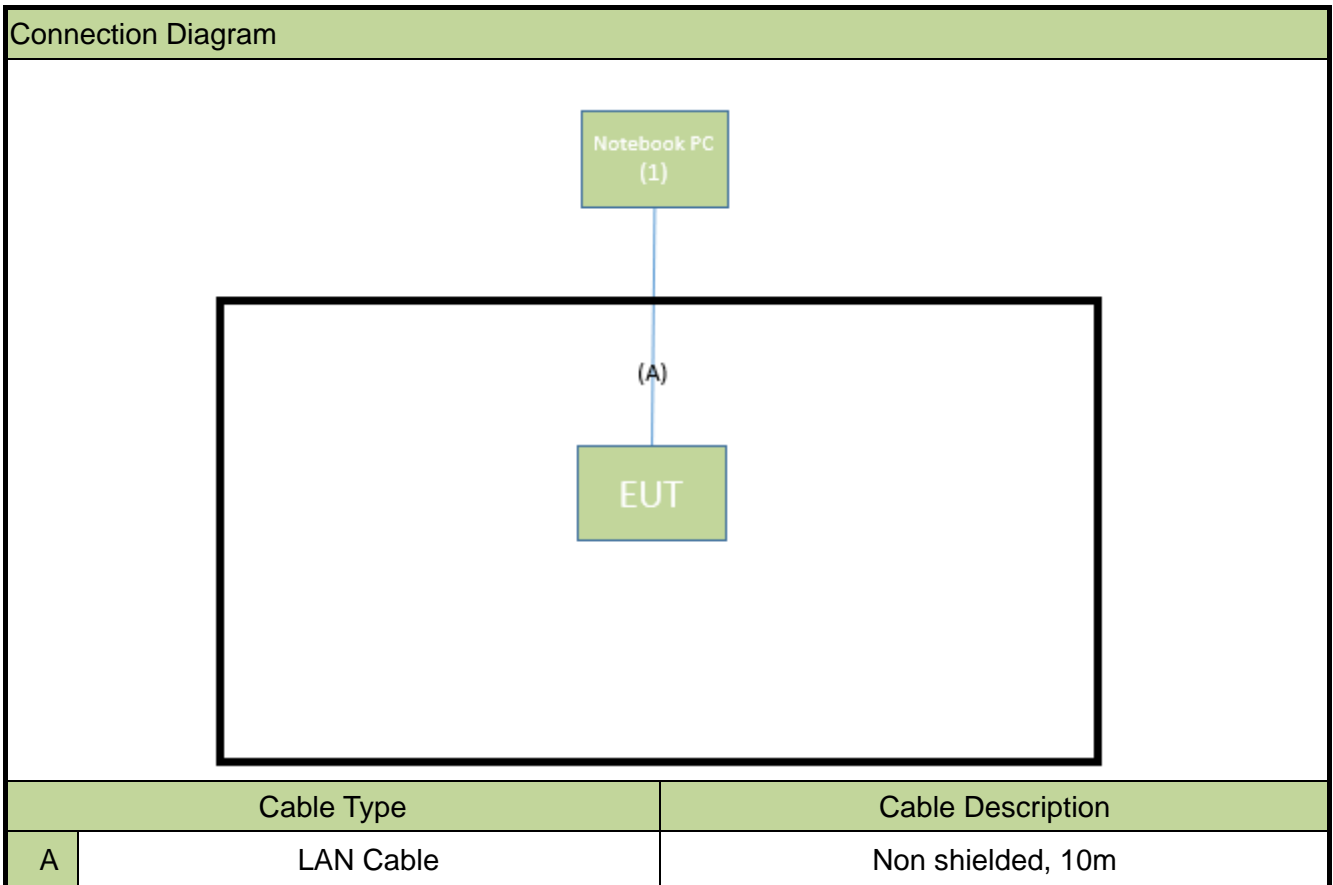 Connection Diagram
Notebook PC
(1)
(A)
EUT
Cable Type Cable Description
A LAN Cable Non shielded, 10m